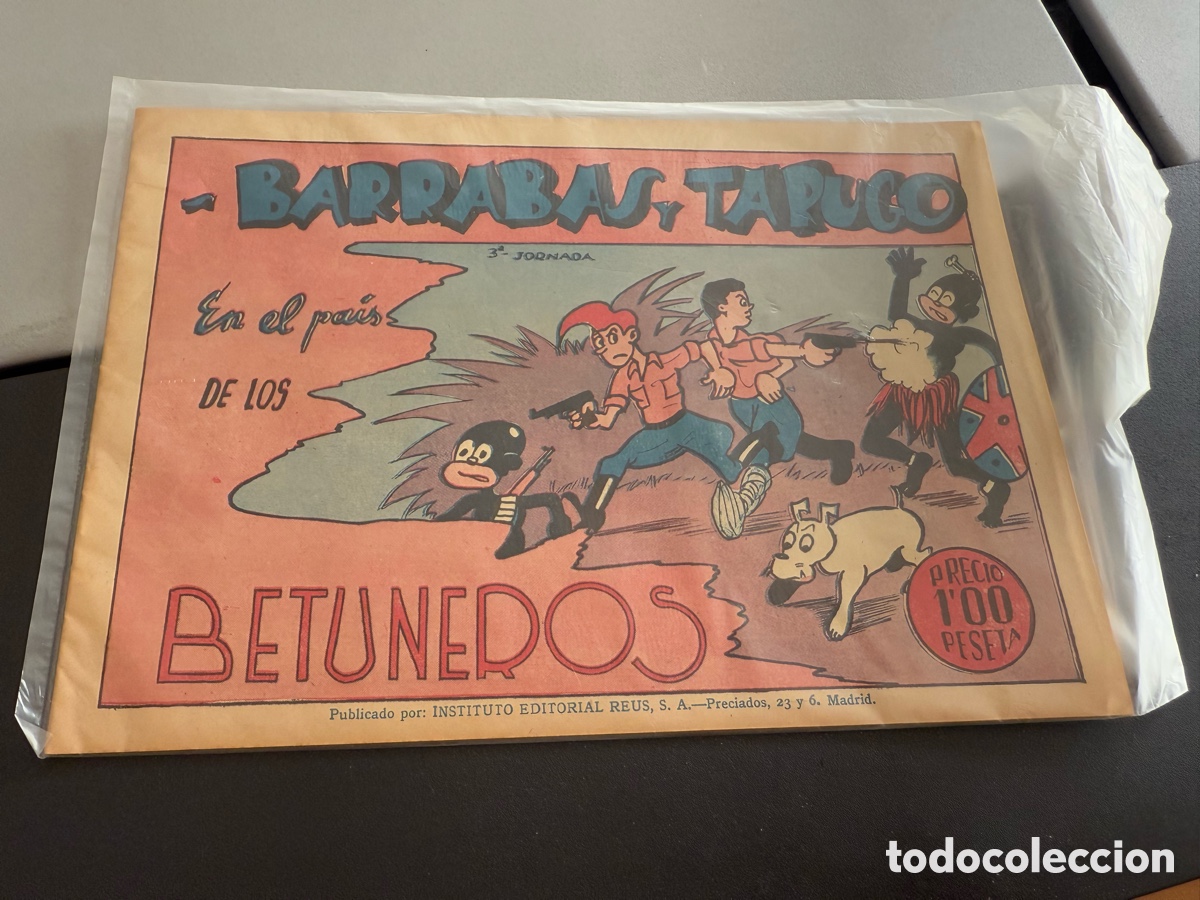 - BARRABAS Y TARUGO
3ª- JORNADA
En el país
DE LOS
BETUNEROS
PRECIO
1'00
PESETA
Publicado por: INSTITUTO EDITORIAL REUS, S. A.—Preciados, 23 y 6. Madrid.
todocoleccion